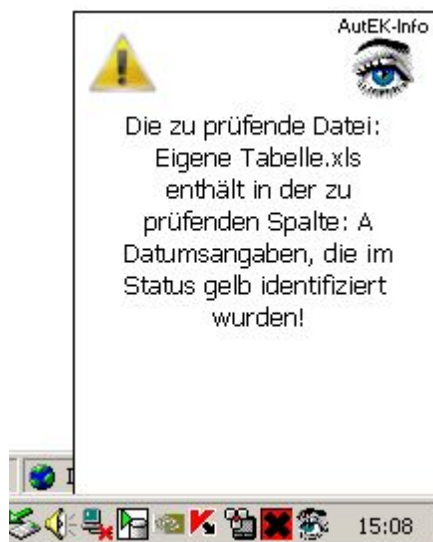 AutEK-Info
Die zu prüfende Datei:
Eigene Tabelle.xls
enthält in der zu
prüfenden Spalte: A
Datumsangaben, die im
Status gelb identifiziert
wurden!
15:08